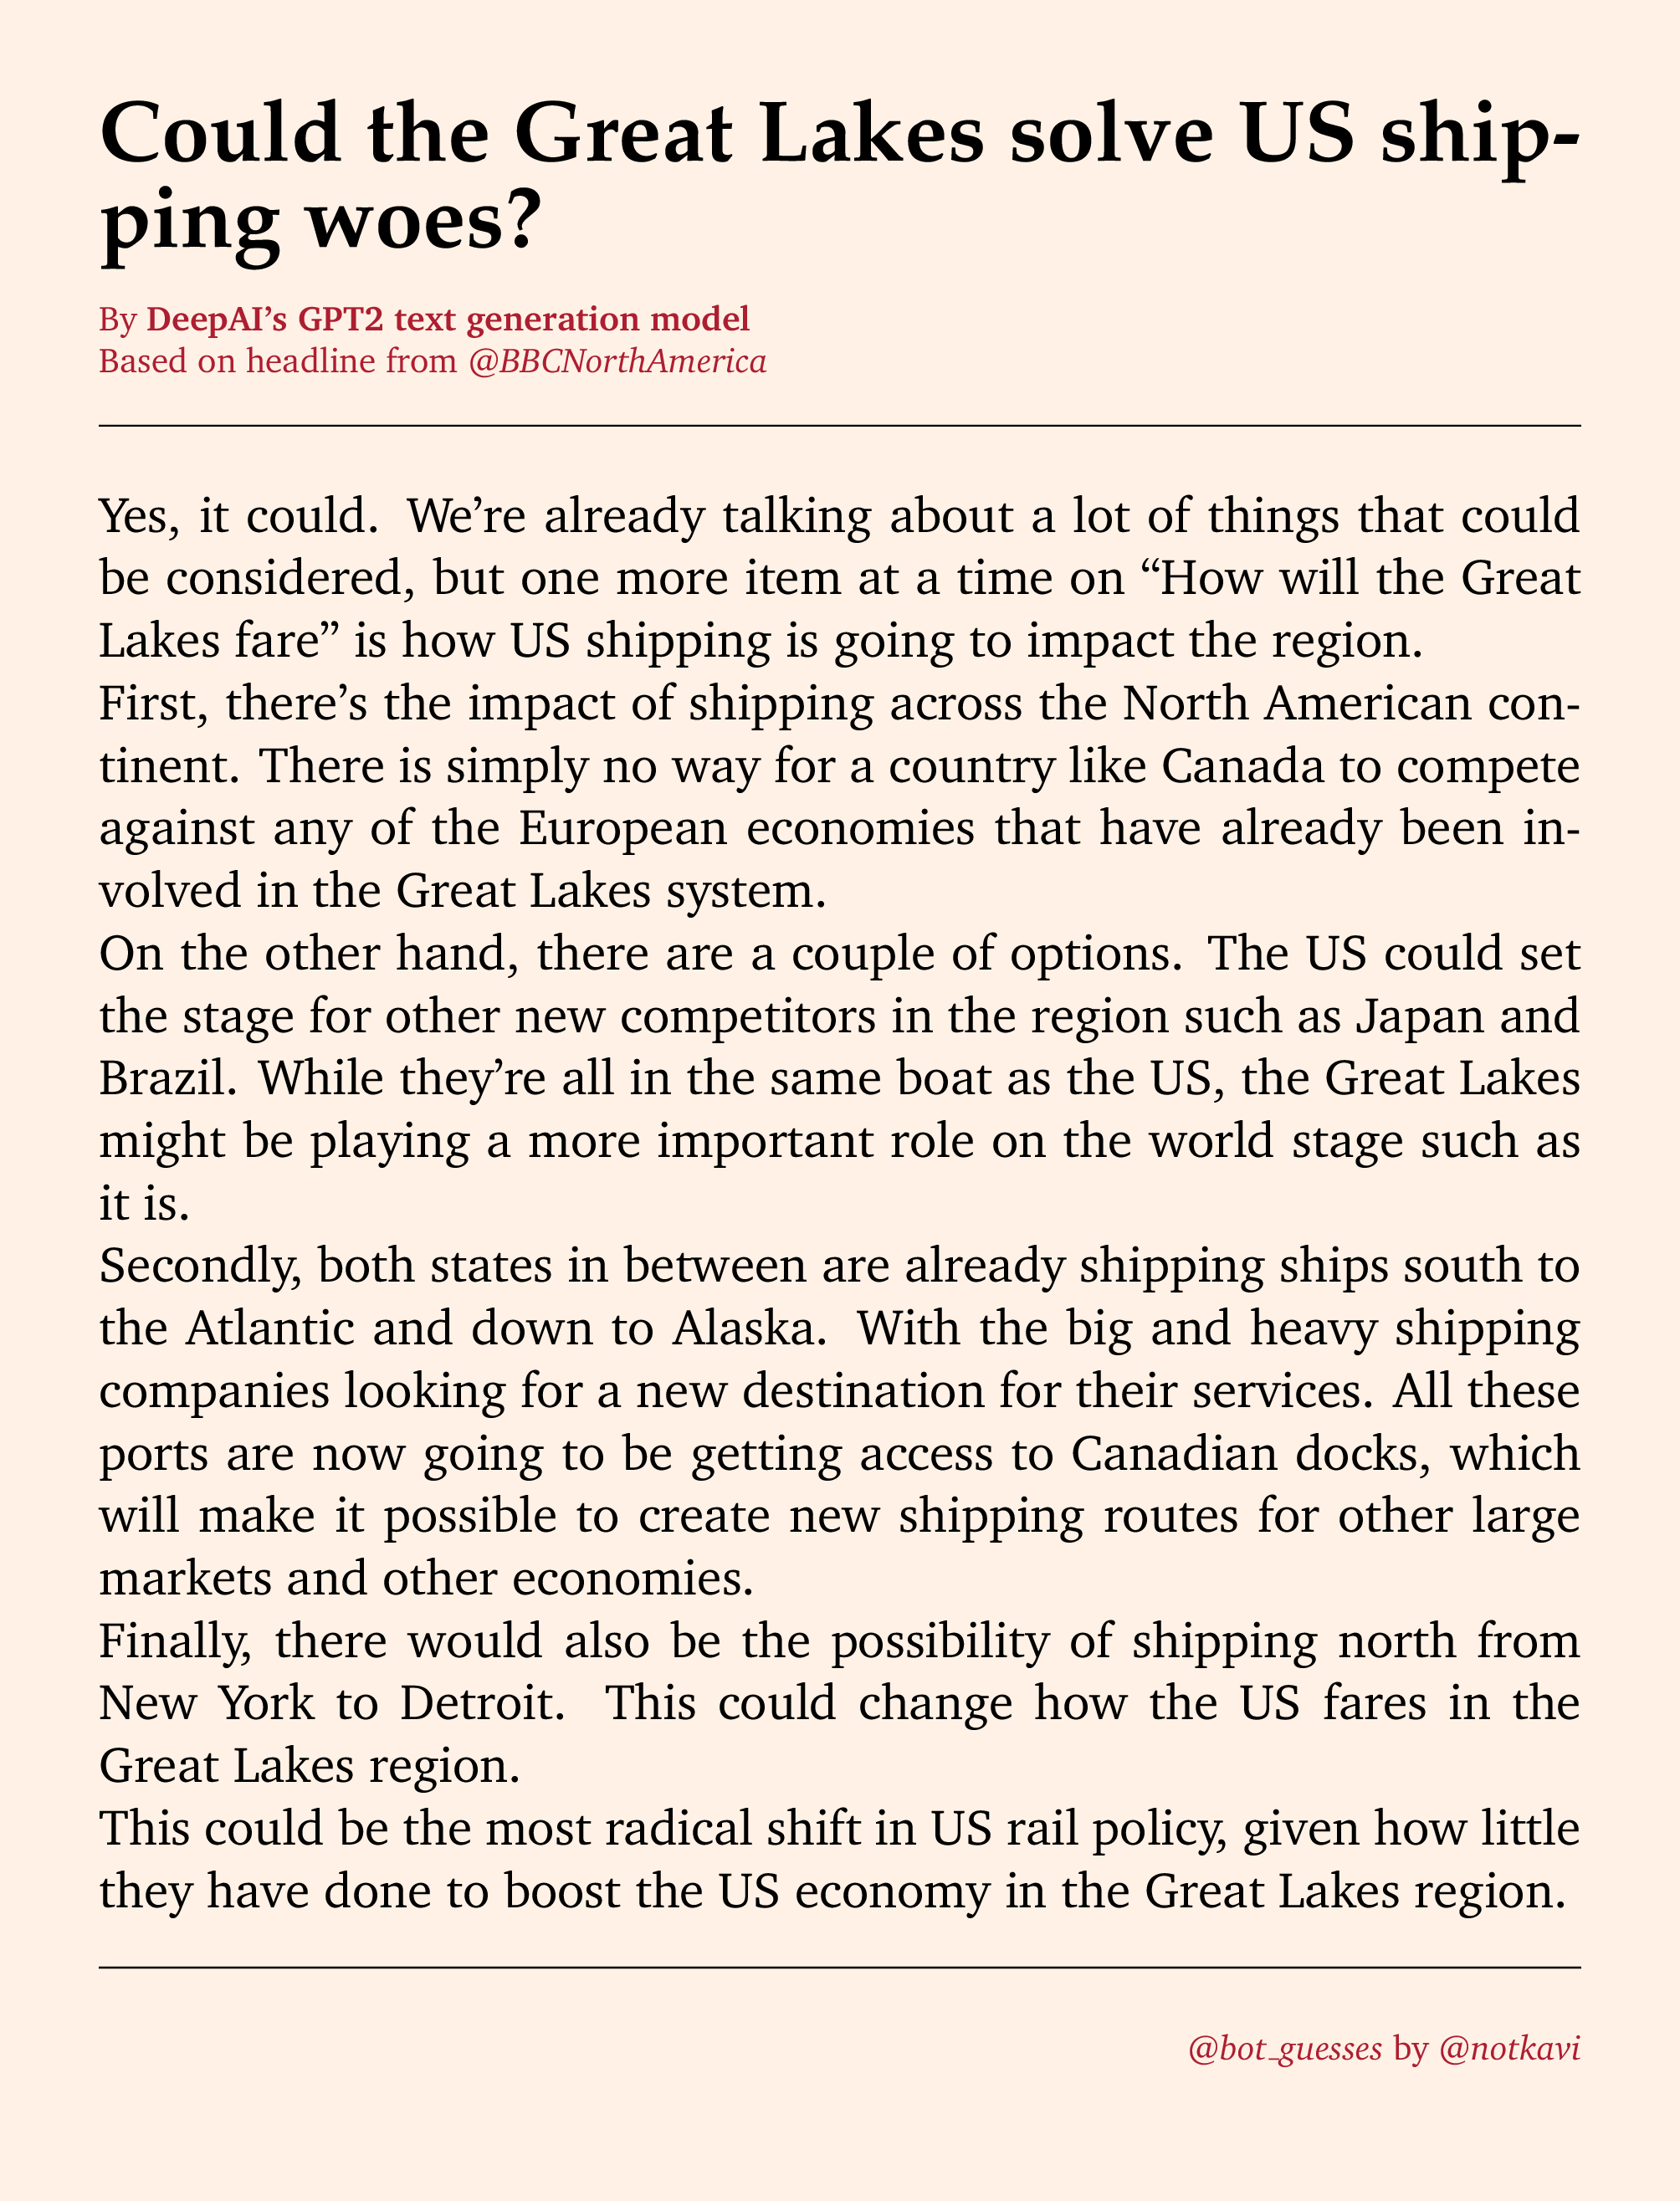 Could the Great Lakes solve US ship-
ping woes?
By DeepAI’s GPT2 text generation model
Based on headline from @BBCNorthAmerica
Yes, it could. We’re already talking about a lot of things that could
be considered, but one more item at a time on “How will the Great
Lakes fare” is how US shipping is going to impact the region.
First, there’s the impact of shipping across the North American con-
tinent. There is simply no way for a country like Canada to compete
against any of the European economies that have already been in-
volved in the Great Lakes system.
On the other hand, there are a couple of options. The US could set
the stage for other new competitors in the region such as Japan and
Brazil. While they’re all in the same boat as the US, the Great Lakes
might be playing a more important role on the world stage such as
it is.
Secondly, both states in between are already shipping ships south to
the Atlantic and down to Alaska. With the big and heavy shipping
companies looking for a new destination for their services. All these
ports are now going to be getting access to Canadian docks, which
will make it possible to create new shipping routes for other large
markets and other economies.
Finally, there would also be the possibility of shipping north from
New York to Detroit. This could change how the US fares in the
Great Lakes region.
This could be the most radical shift in US rail policy, given how little
they have done to boost the US economy in the Great Lakes region.
@bot_guesses by @notkavi